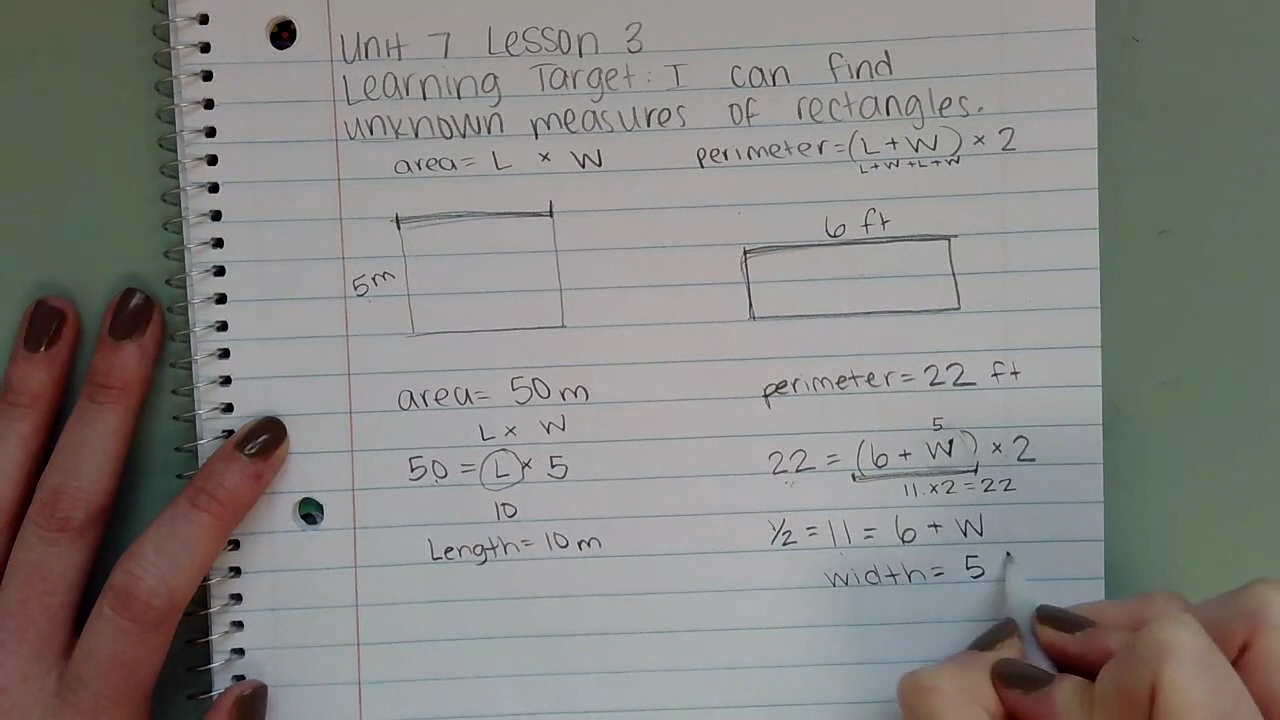 Unit 7 Lesson 3
Learning Target: I can find
unknown measures of rectangles.
area= L × W
perimeter=(L+W)×2
L+W+L+W
5m
6 ft
area= 50m
L× W
50 = L × 5
10
Length=10m
perimeter=22 ft
5
22 = (6+W)×2
11×2=22
1/2 = 11 = 6 + W
width= 5